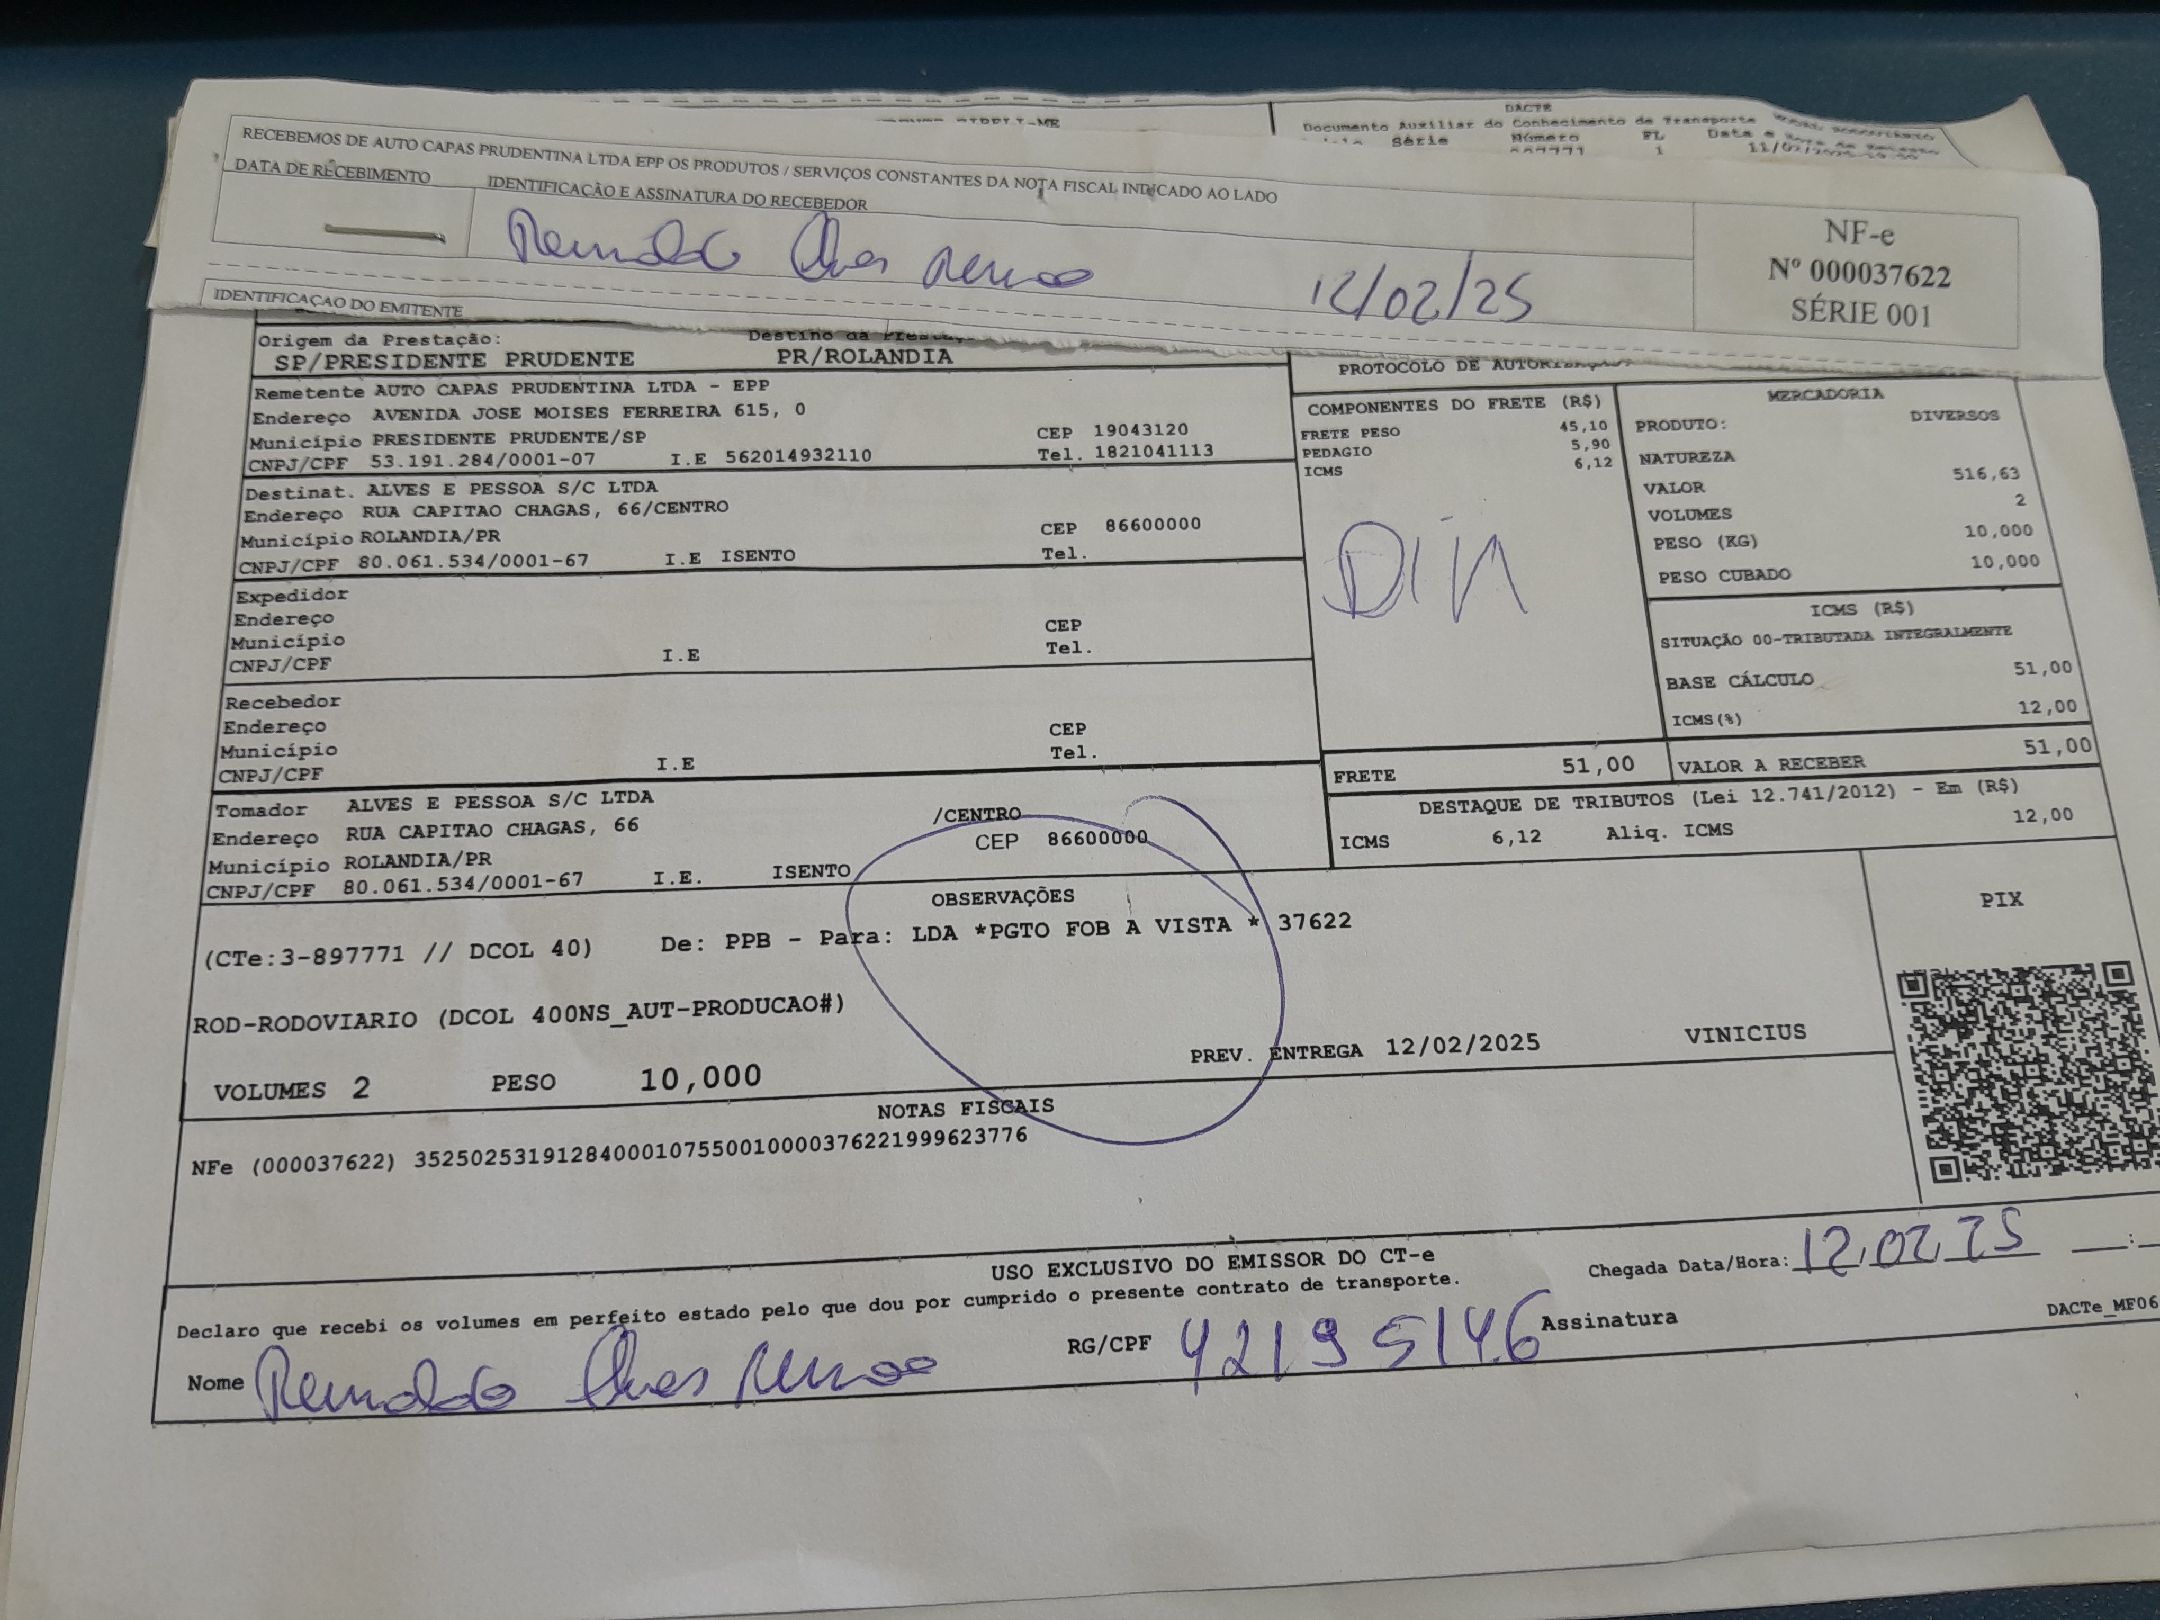 DACTE
Documento Auxiliar do Conhecimento de Transporte
Série Número FL Data e
897771 1
RECEBEMOS DE AUTO CAPAS PRUDENTINA LTDA EPP OS PRODUTOS / SERVIÇOS CONSTANTES DA NOTA FISCAL INDICADO AO LADO
DATA DE RECEBIMENTO IDENTIFICAÇÃO E ASSINATURA DO RECEBEDOR
12/02/25
NF-e
Nº 000037622
SÉRIE 001
IDENTIFICAÇÃO DO EMITENTE
Origem da Prestação: Destino da
SP/PRESIDENTE PRUDENTE PR/ROLANDIA
Remetente AUTO CAPAS PRUDENTINA LTDA - EPP
Endereço AVENIDA JOSE MOISES FERREIRA 615, 0
Município PRESIDENTE PRUDENTE/SP CEP 19043120
CNPJ/CPF 53.191.284/0001-07 I.E 562014932110 Tel. 1821041113
Destinat. ALVES E PESSOA S/C LTDA
Endereço RUA CAPITAO CHAGAS, 66/CENTRO
Município ROLANDIA/PR CEP 86600000
CNPJ/CPF 80.061.534/0001-67 I.E ISENTO Tel.
Expedidor
Endereço
Município CEP
CNPJ/CPF I.E Tel.
Recebedor
Endereço
Município CEP
CNPJ/CPF I.E Tel.
Tomador ALVES E PESSOA S/C LTDA
Endereço RUA CAPITAO CHAGAS, 66 /CENTRO
Município ROLANDIA/PR CEP 86600000
CNPJ/CPF 80.061.534/0001-67 I.E. ISENTO
PROTOCOLO DE
COMPONENTES DO FRETE (R$)
FRETE PESO 45,10
PEDAGIO 5,90
ICMS 6,12
DIN
FRETE 51,00
MERCADORIA
PRODUTO: DIVERSOS
NATUREZA
VALOR 516,63
VOLUMES 2
PESO (KG) 10,000
PESO CUBADO 10,000
ICMS (R$)
SITUAÇÃO 00-TRIBUTADA INTEGRALMENTE
BASE CÁLCULO 51,00
ICMS(%) 12,00
VALOR A RECEBER 51,00
DESTAQUE DE TRIBUTOS (Lei 12.741/2012) - Em (R$)
ICMS 6,12 Aliq. ICMS 12,00
OBSERVAÇÕES
(CTe:3-897771 // DCOL 40) De: PPB - Para: LDA *PGTO FOB A VISTA * 37622
ROD-RODOVIARIO (DCOL 400NS_AUT-PRODUCAO#)
PREV. ENTREGA 12/02/2025 VINICIUS
VOLUMES 2 PESO 10,000
PIX
NOTAS FISCAIS
NFe (000037622) 35250253191284000107550010000376221999623776
USO EXCLUSIVO DO EMISSOR DO CT-e
Declaro que recebi os volumes em perfeito estado pelo que dou por cumprido o presente contrato de transporte.
Chegada Data/Hora: 12.02.25 __:
Nome
RG/CPF 42195146 Assinatura
DACTe_MF06